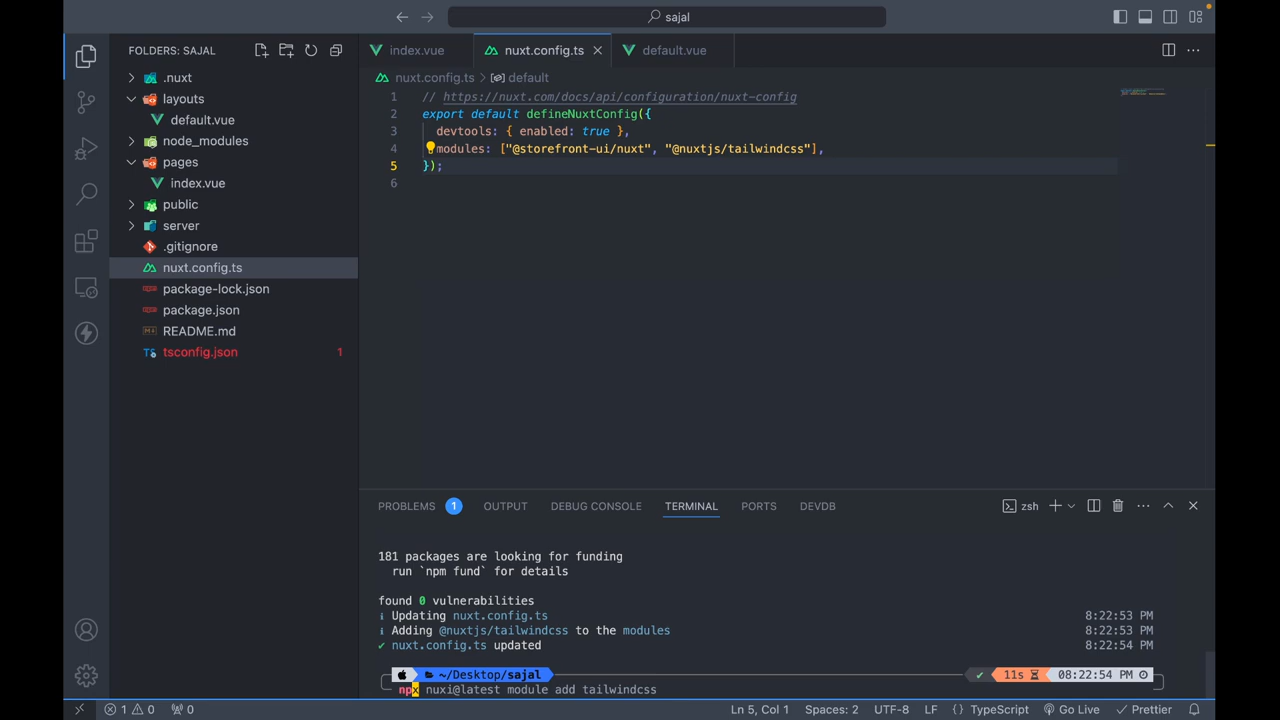 sajal
FOLDERS: SAJAL
.nuxt
layouts
default.vue
node_modules
pages
index.vue
public
server
.gitignore
nuxt.config.ts
package-lock.json
package.json
README.md
tsconfig.json 1
index.vue nuxt.config.ts default.vue
nuxt.config.ts > default
1 // https://nuxt.com/docs/api/configuration/nuxt-config
2 export default defineNuxtConfig({
3 devtools: { enabled: true },
4 modules: ["@storefront-ui/nuxt", "@nuxtjs/tailwindcss"],
5 });
6
PROBLEMS 1 OUTPUT DEBUG CONSOLE TERMINAL PORTS DEVDB zsh
181 packages are looking for funding
run `npm fund` for details
found 0 vulnerabilities
i Updating nuxt.config.ts 8:22:53 PM
i Adding @nuxtjs/tailwindcss to the modules 8:22:53 PM
✔ nuxt.config.ts updated 8:22:54 PM
~/Desktop/sajal ✔ 11s 08:22:54 PM
npx nuxi@latest module add tailwindcss
1 0 0 Ln 5, Col 1 Spaces: 2 UTF-8 LF {} TypeScript Go Live Prettier